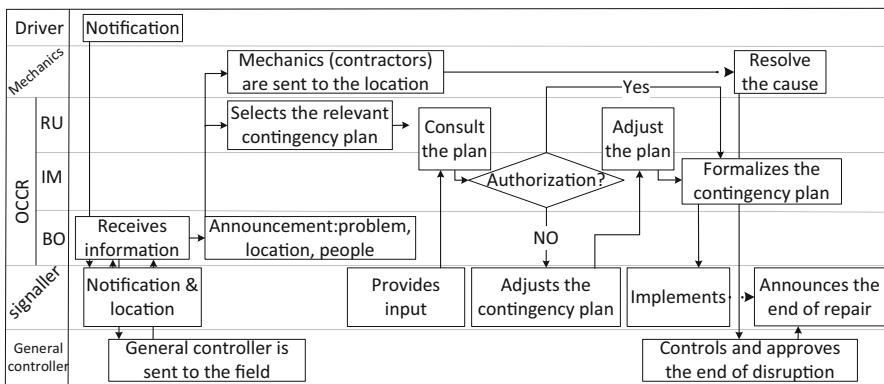 Driver
Notification
Mechanics
Mechanics (contractors)
are sent to the location
Resolve
the cause
Yes
OCCR
RU
Selects the relevant
contingency plan
Consult
the plan
Adjust
the plan
IM
Authorization?
Formalizes the
contingency plan
BO
Receives
information
Announcement:problem,
location, people
NO
signaller
Notification &
location
Provides
input
Adjusts the
contingency plan
Implements
Announces the
end of repair
General
controller
General controller is
sent to the field
Controls and approves
the end of disruption